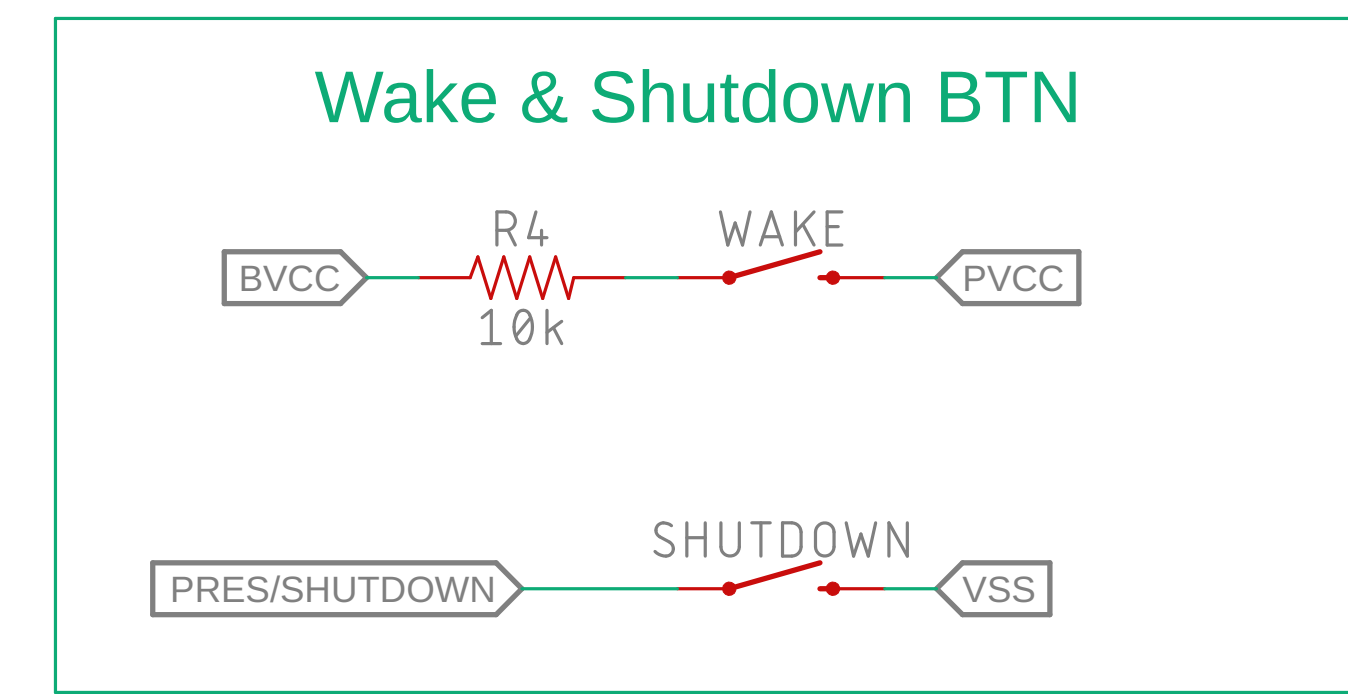 Wake & Shutdown BTN
R4 WAKE
BVCC PVCC
10k
SHUTDOWN
PRES/SHUTDOWN VSS